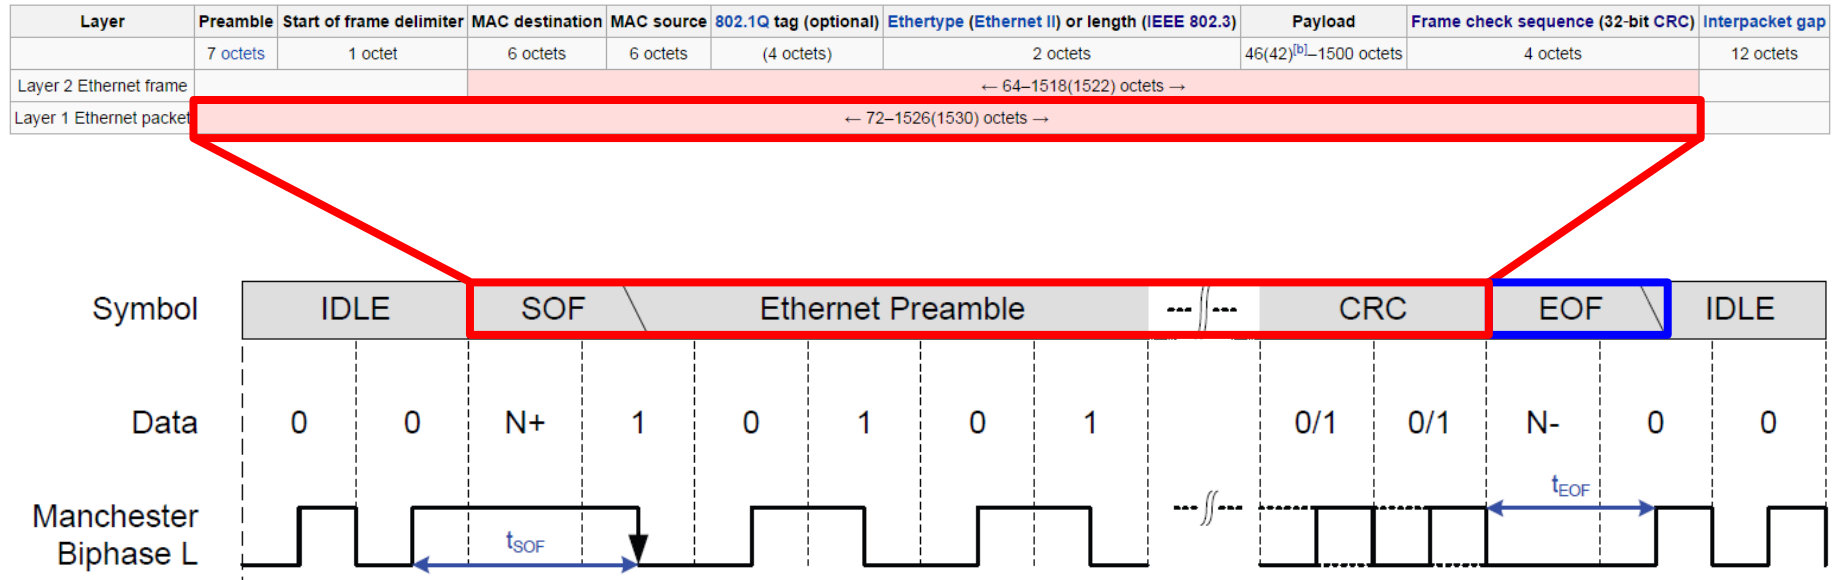 Layer Preamble Start of frame delimiter MAC destination MAC source 802.1Q tag (optional) Ethertype (Ethernet II) or length (IEEE 802.3) Payload Frame check sequence (32-bit CRC) Interpacket gap
7 octets 1 octet 6 octets 6 octets (4 octets) 2 octets 46(42)[b]–1500 octets 4 octets 12 octets
Layer 2 Ethernet frame ← 64–1518(1522) octets →
Layer 1 Ethernet packet ← 72–1526(1530) octets →
Symbol IDLE SOF Ethernet Preamble CRC EOF IDLE
Data 0 0 N+ 1 0 1 0 1 0/1 0/1 N- 0 0
Manchester
Biphase L
tSOF
tEOF